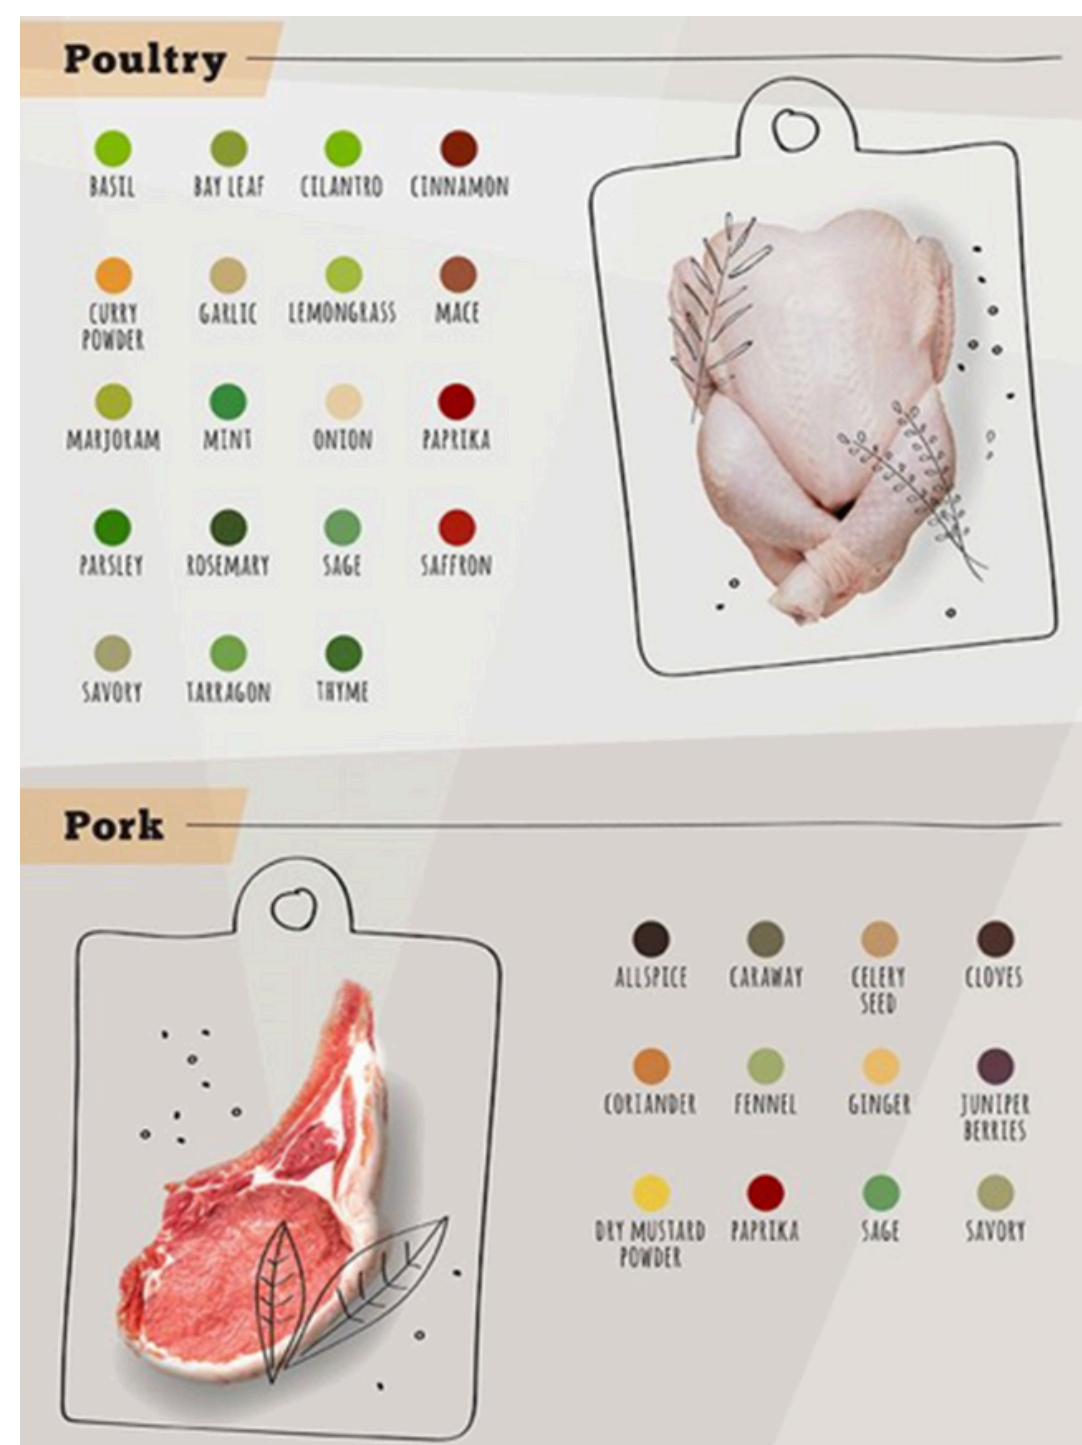 Poultry
BASIL BAY LEAF CILANTRO CINNAMON
CURRY POWDER GARLIC LEMONGRASS MACE
MARJORAM MINT ONION PAPRIKA
PARSLEY ROSEMARY SAGE SAFFRON
SAVORY TARRAGON THYME
Pork
ALLSPICE CARAWAY CELERY SEED CLOVES
CORIANDER FENNEL GINGER JUNIPER BERRIES
DRY MUSTARD POWDER PAPRIKA SAGE SAVORY